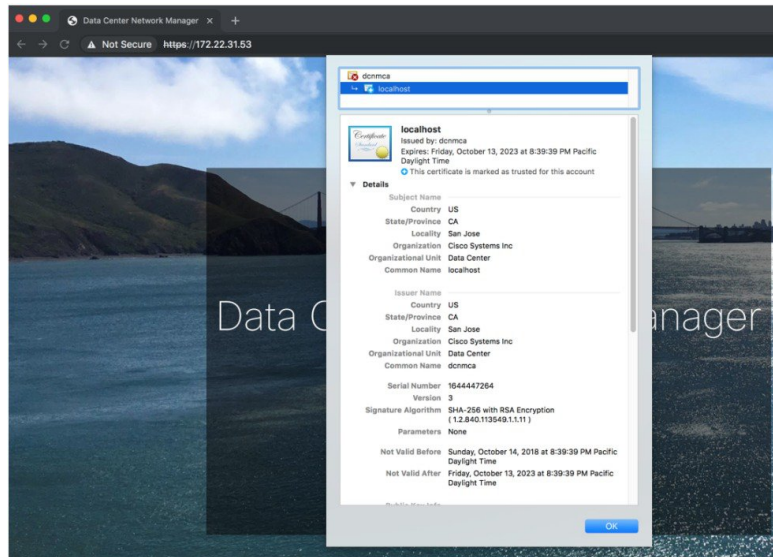 Data Center Network Manager × +
Not Secure https://172.22.31.53
dcnmca
localhost
Certificate
localhost
Issued by: dcnmca
Expires: Friday, October 13, 2023 at 8:39:39 PM Pacific
Daylight Time
This certificate is marked as trusted for this account
Details
Subject Name
Country US
State/Province CA
Locality San Jose
Organization Cisco Systems Inc
Organizational Unit Data Center
Common Name localhost
Issuer Name
Country US
State/Province CA
Locality San Jose
Organization Cisco Systems Inc
Organizational Unit Data Center
Common Name dcnmca
Serial Number 1644447264
Version 3
Signature Algorithm SHA-256 with RSA Encryption
( 1.2.840.113549.1.1.11 )
Parameters None
Not Valid Before Sunday, October 14, 2018 at 8:39:39 PM Pacific
Daylight Time
Not Valid After Friday, October 13, 2023 at 8:39:39 PM Pacific
Daylight Time
Data C
anager
OK